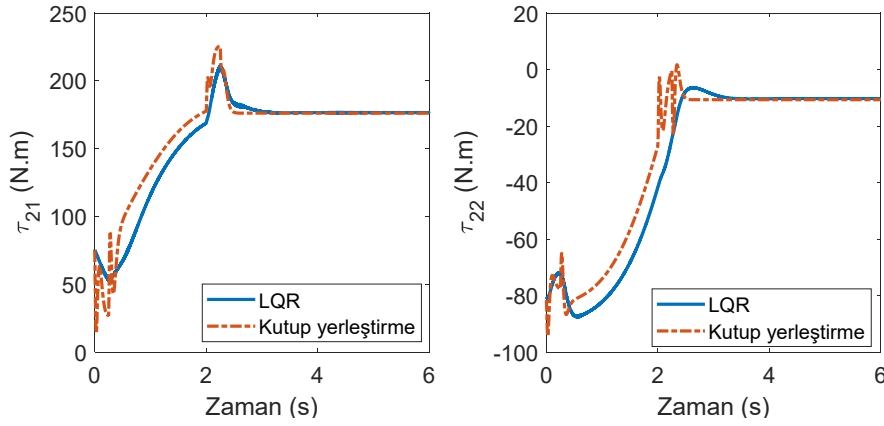 250
200
150
100
50
0
τ21 (N.m)
0 2 4 6
Zaman (s)
LQR
Kutup yerleştirme
20
0
-20
-40
-60
-80
-100
τ22 (N.m)
0 2 4 6
Zaman (s)
LQR
Kutup yerleştirme